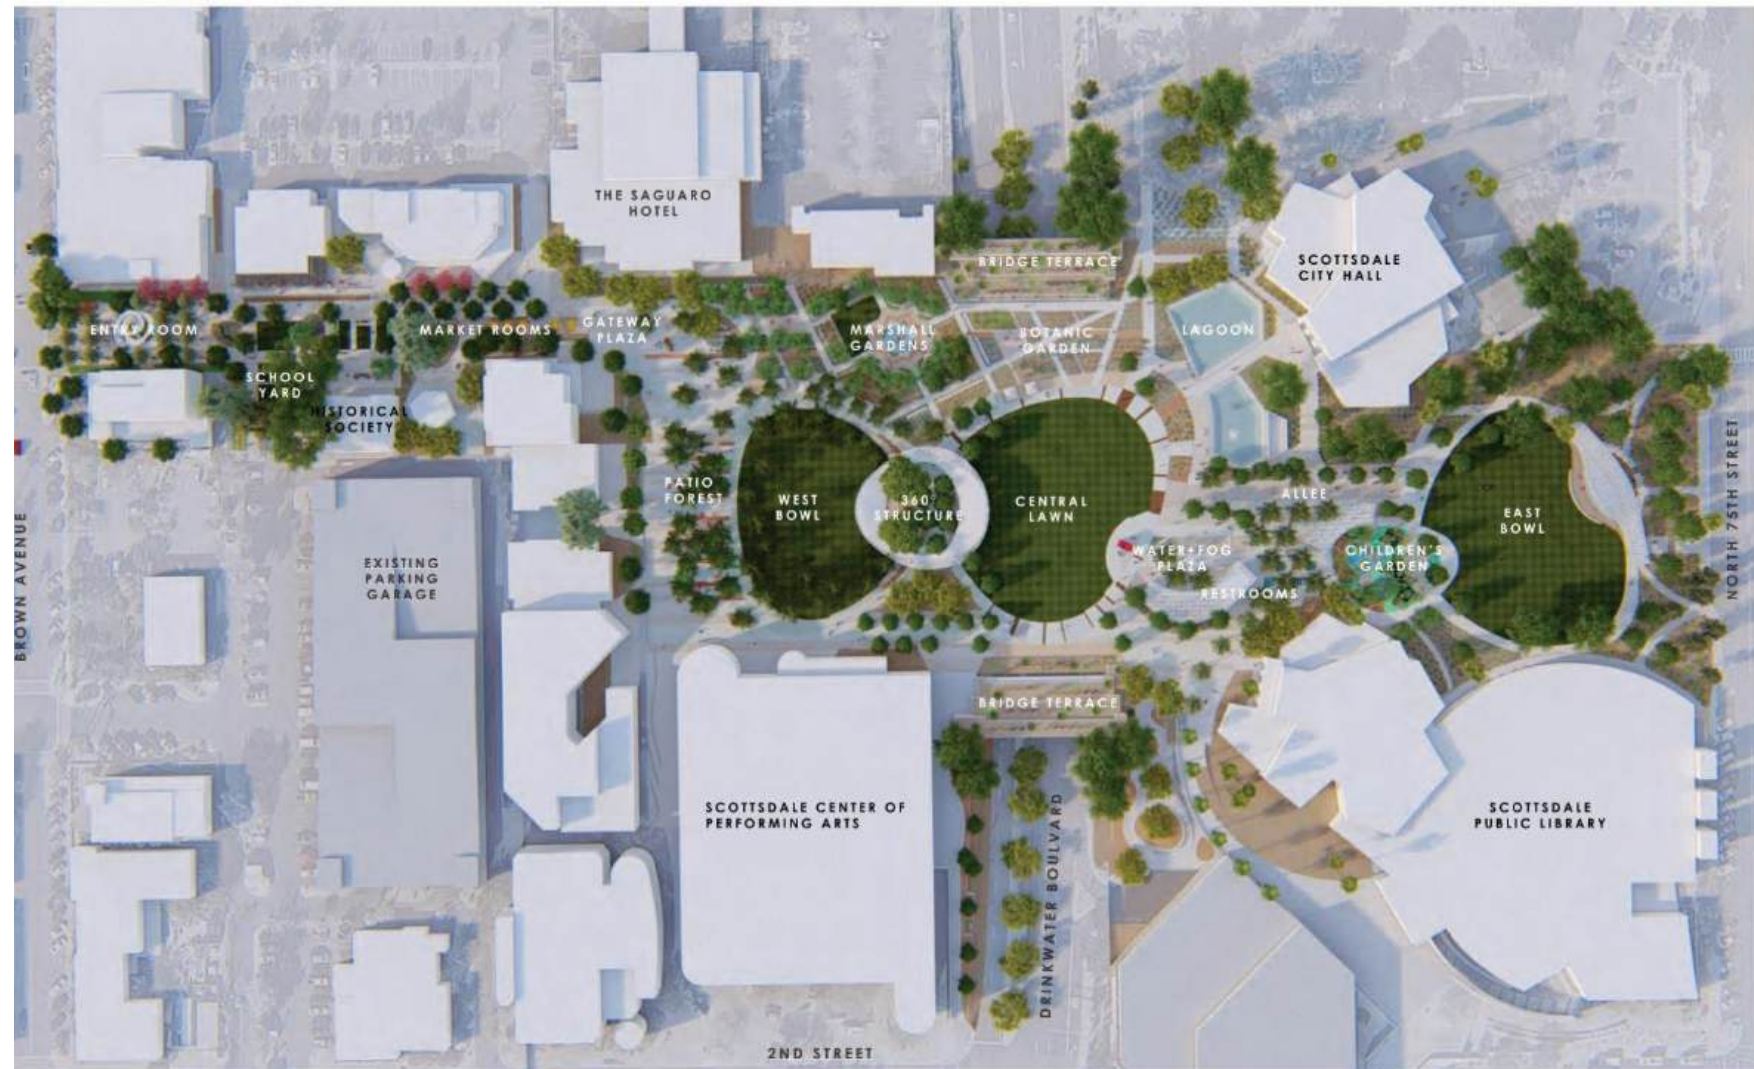 THE SAGUARO
HOTEL
BRIDGE TERRACE
SCOTTSDALE
CITY HALL
ENTRY ROOM
MARKET ROOMS
GATEWAY
PLAZA
MARSHALL
GARDENS
BOTANIC
GARDEN
LAGOON
SCHOOL
YARD
HISTORICAL
SOCIETY
PATIO
FOREST
WEST
BOWL
360
STRUCTURE
CENTRAL
LAWN
ALLEE
EAST
BOWL
NORTH 75TH STREET
BROWN AVENUE
EXISTING
PARKING
GARAGE
WATER+FOG
PLAZA
CHILDREN'S
GARDEN
RESTROOMS
BRIDGE TERRACE
SCOTTSDALE CENTER OF
PERFORMING ARTS
DRINKWATER BOULVARD
SCOTTSDALE
PUBLIC LIBRARY
2ND STREET